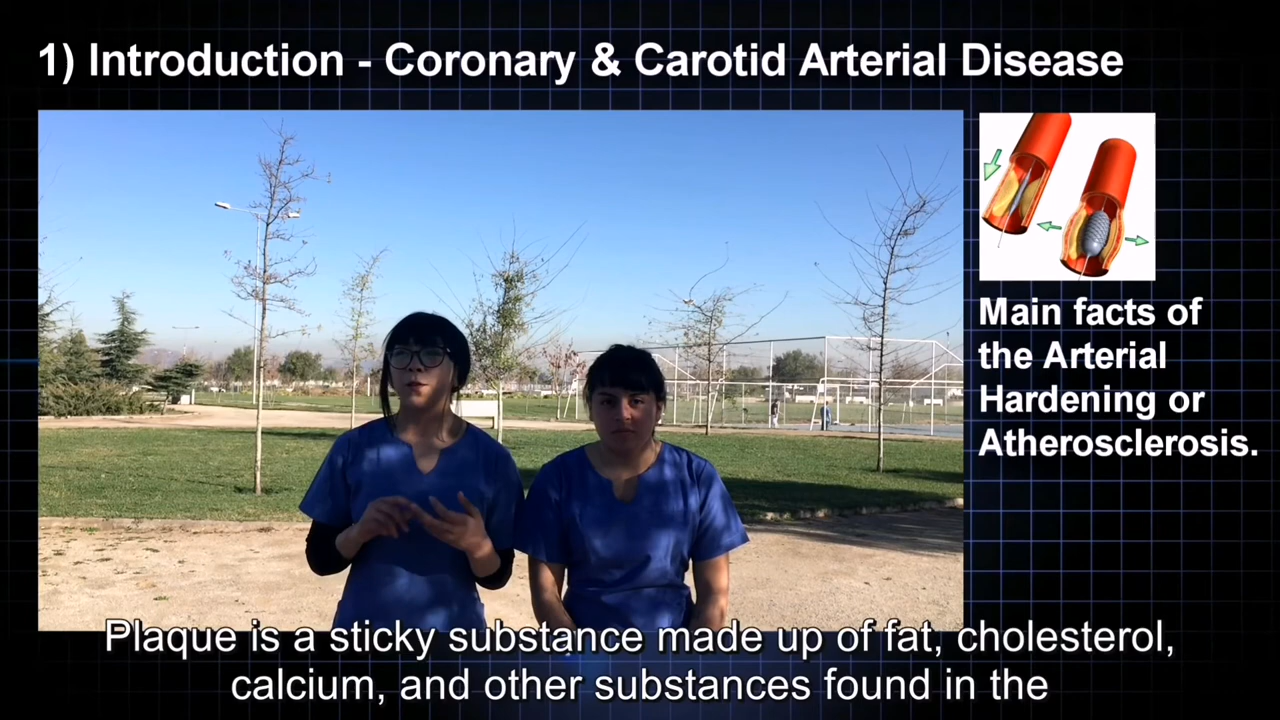 1) Introduction - Coronary & Carotid Arterial Disease
Main facts of
the Arterial
Hardening or
Atherosclerosis.
Plaque is a sticky substance made up of fat, cholesterol,
calcium, and other substances found in the